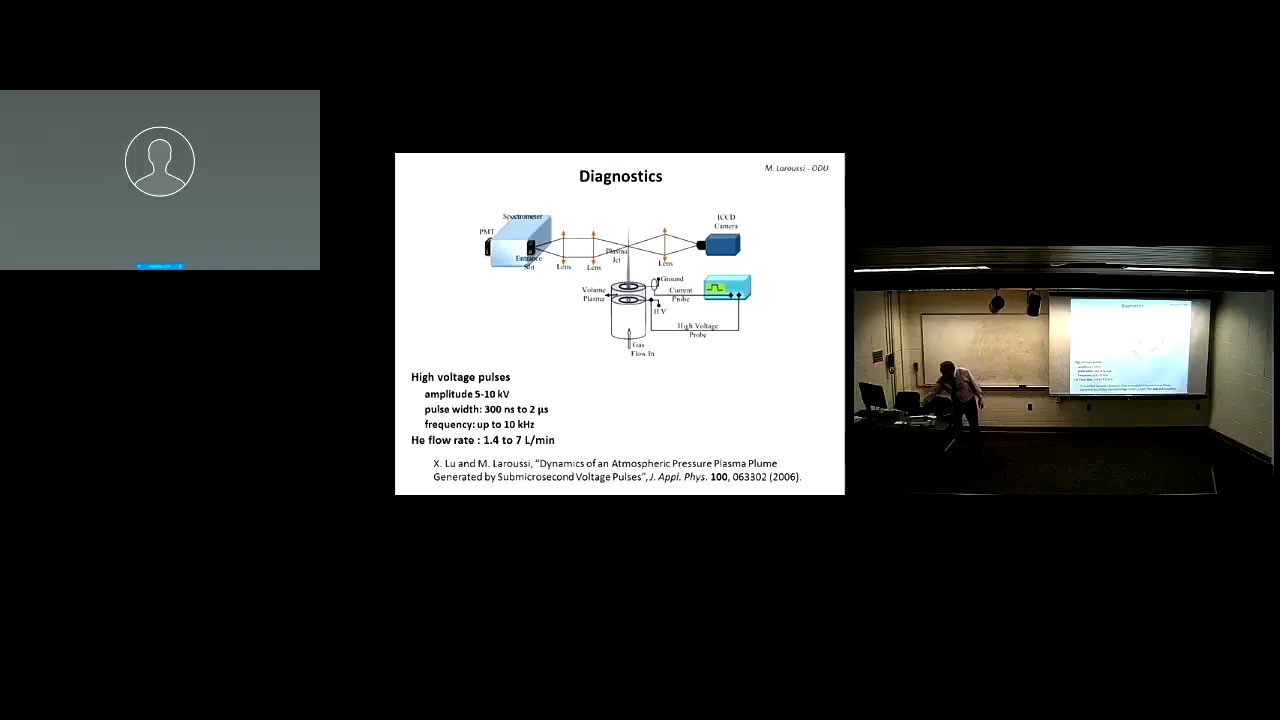 Diagnostics
M. Laroussi - ODU
Spectrometer
PMT
Entrance
Slit
Lens
Lens
Plasma
Jet
Lens
ICCD
Camera
Volume
Plasma
Ground
Current
Probe
H.V
High Voltage
Probe
Gas
Flow In
High voltage pulses
amplitude 5-10 kV
pulse width: 300 ns to 2 µs
frequency: up to 10 kHz
He flow rate : 1.4 to 7 L/min
X. Lu and M. Laroussi, “Dynamics of an Atmospheric Pressure Plasma Plume
Generated by Submicrosecond Voltage Pulses”, J. Appl. Phys. 100, 063302 (2006).
Diagnostics